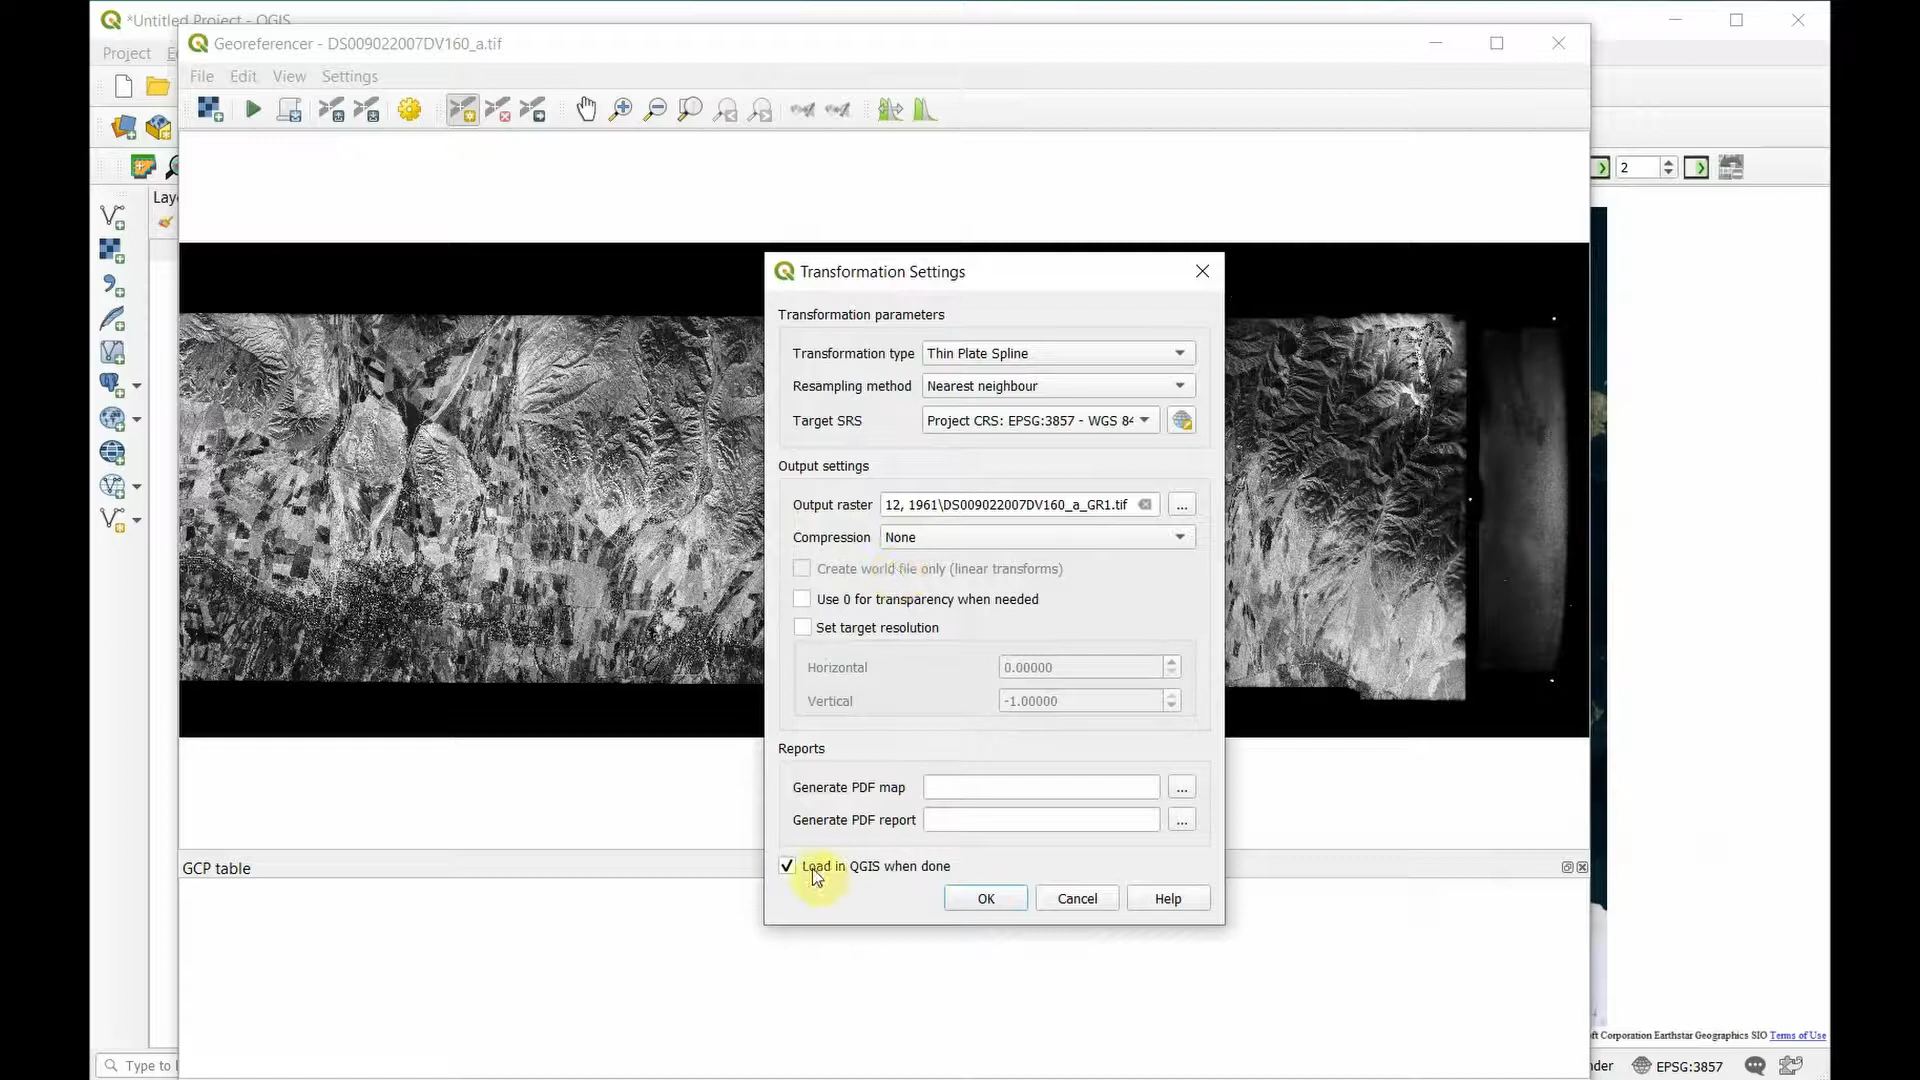 *Untitled Project - QGIS
Georeferencer - DS009022007DV160_a.tif
Project
File Edit View Settings
2
Transformation Settings
Transformation parameters
Transformation type Thin Plate Spline
Resampling method Nearest neighbour
Target SRS Project CRS: EPSG:3857 - WGS 84
Output settings
Output raster 12, 1961\DS009022007DV160_a_GR1.tif ...
Compression None
Create world file only (linear transforms)
Use 0 for transparency when needed
Set target resolution
Horizontal 0.00000
Vertical -1.00000
Reports
Generate PDF map ...
Generate PDF report ...
Load in QGIS when done
OK Cancel Help
GCP table
Corporation Earthstar Geographics SIO Terms of Use
Type to
EPSG:3857